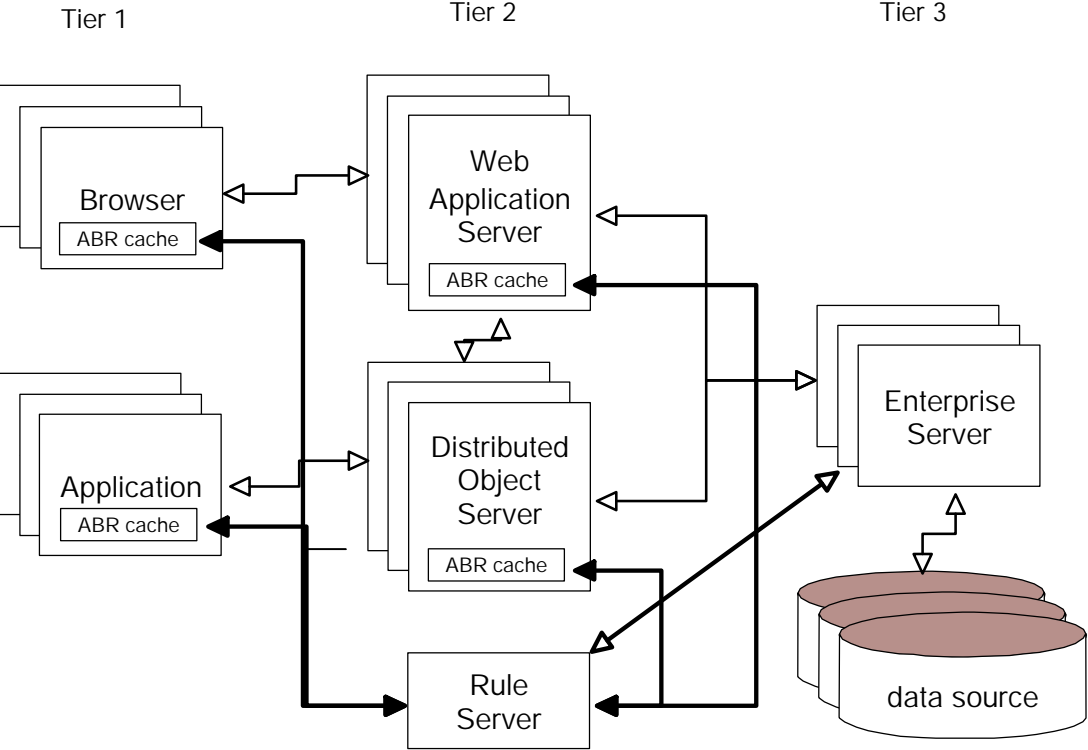 Tier 1
Tier 2
Tier 3
Browser
ABR cache
Web
Application
Server
ABR cache
Application
ABR cache
Distributed
Object
Server
ABR cache
Enterprise
Server
Rule
Server
data source